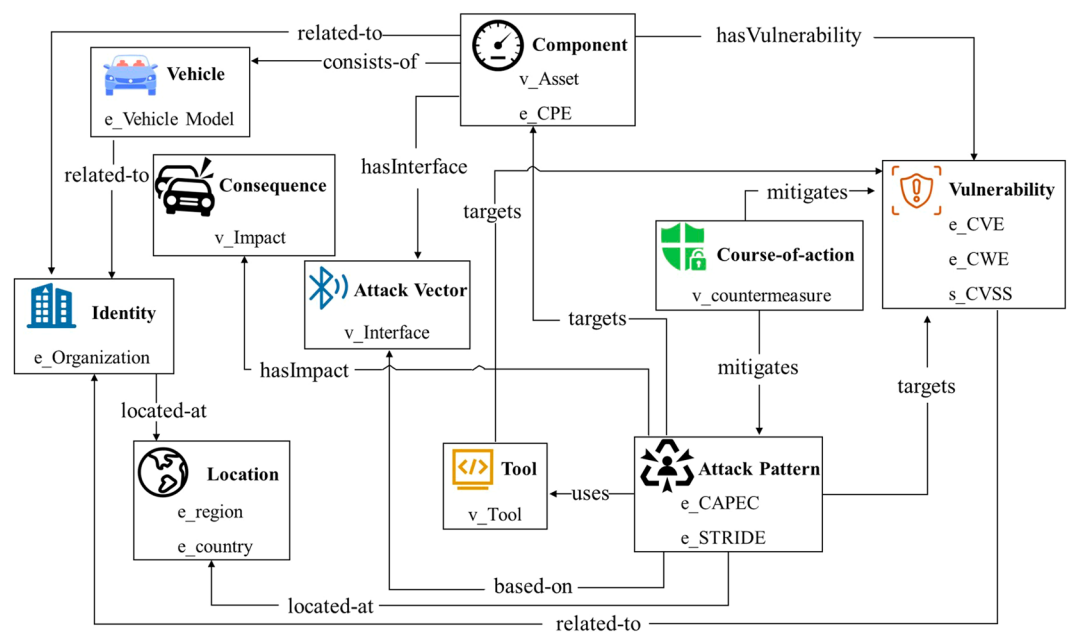 related-to
Component
hasVulnerability
consists-of
Vehicle
v_Asset
e_CPE
e_Vehicle Model
related-to
hasInterface
Consequence
v_Impact
targets
mitigates
Vulnerability
e_CVE
e_CWE
s_CVSS
Course-of-action
v_countermeasure
Attack Vector
v_Interface
Identity
e_Organization
targets
hasImpact
mitigates
targets
located-at
Location
e_region
e_country
Tool
v_Tool
uses
Attack Pattern
e_CAPEC
e_STRIDE
based-on
located-at
related-to